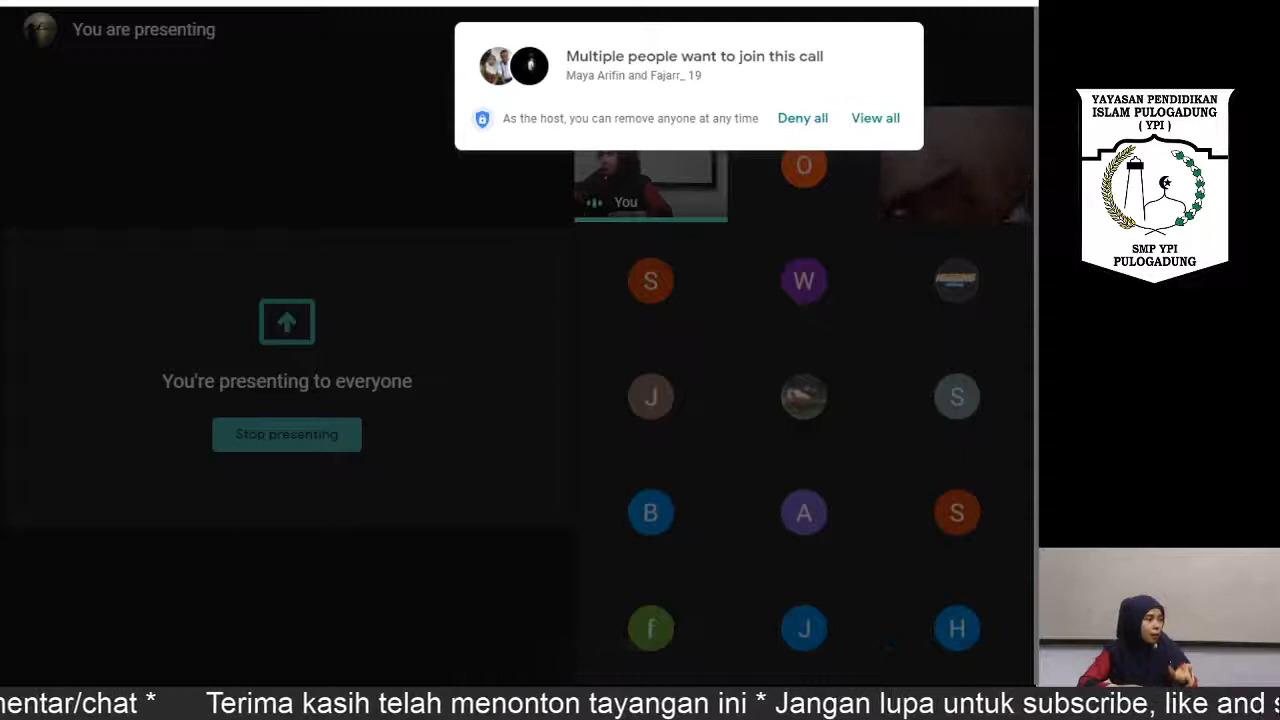 You are presenting
Multiple people want to join this call
Maya Arifin and Fajarr_ 19
As the host, you can remove anyone at any time
Deny all
View all
You
O
S
W
J
S
B
A
S
f
J
H
You're presenting to everyone
Stop presenting
YAYASAN PENDIDIKAN
ISLAM PULOGADUNG
( YPI )
SMP YPI
PULOGADUNG
mentar/chat * Terima kasih telah menonton tayangan ini * Jangan lupa untuk subscribe, like and s